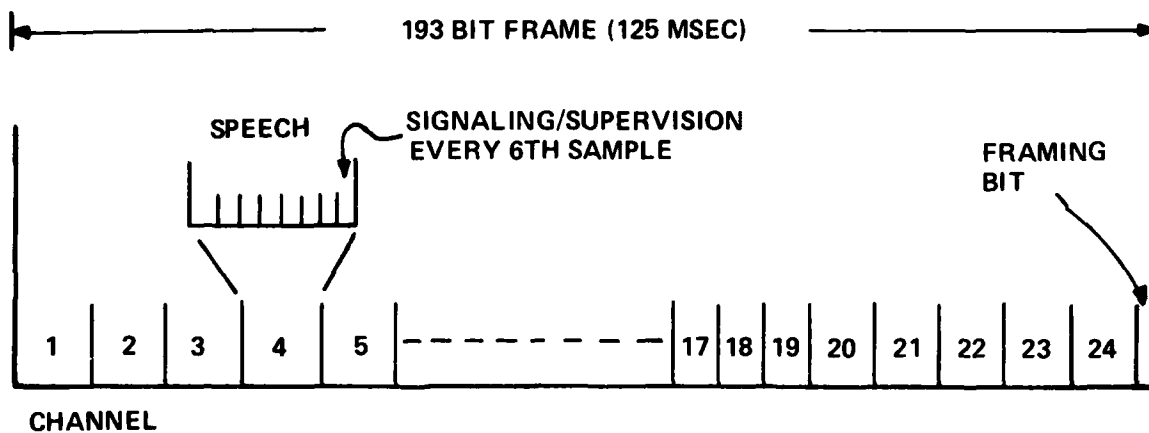 193 BIT FRAME (125 MSEC)
SPEECH
SIGNALING/SUPERVISION
EVERY 6TH SAMPLE
FRAMING
BIT
1 2 3 4 5 17 18 19 20 21 22 23 24
CHANNEL